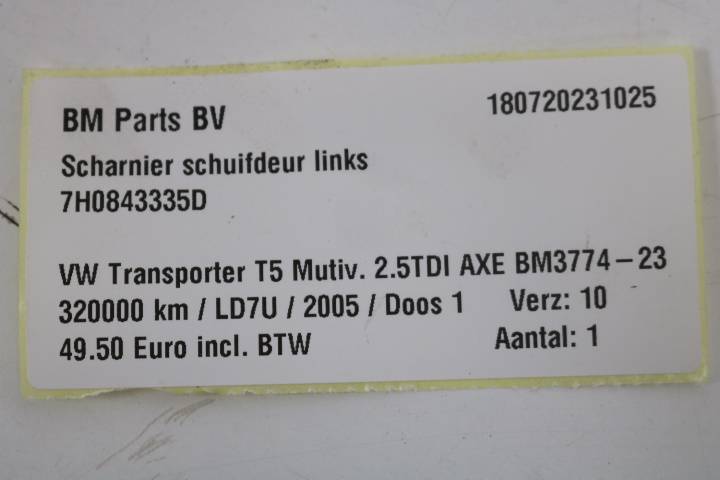 BM Parts BV 180720231025
Scharnier schuifdeur links
7H0843335D
VW Transporter T5 Mutiv. 2.5TDI AXE BM3774-23
320000 km / LD7U / 2005 / Doos 1 Verz: 10
49.50 Euro incl. BTW Aantal: 1